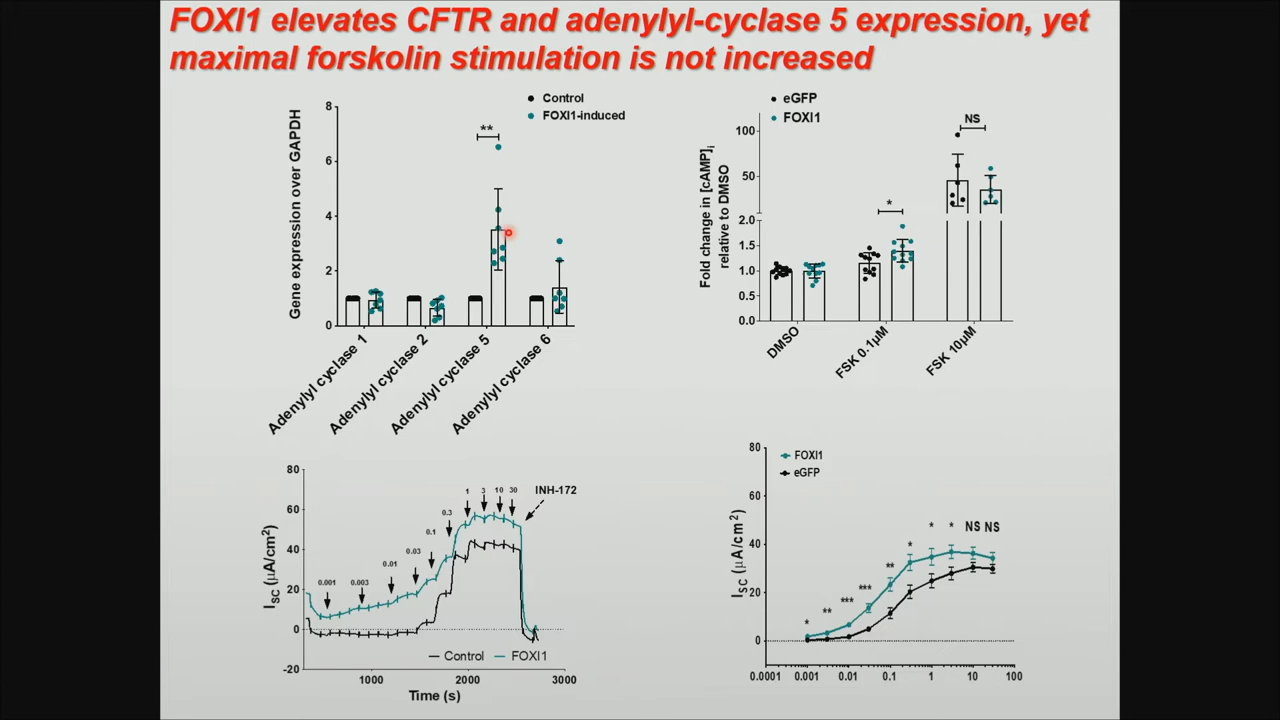 FOXI1 elevates CFTR and adenylyl-cyclase 5 expression, yet
maximal forskolin stimulation is not increased
Control
FOXI1-induced
Gene expression over GAPDH
8
6
4
2
0
**
Adenylyl cyclase 1
Adenylyl cyclase 2
Adenylyl cyclase 5
Adenylyl cyclase 6
eGFP
FOXI1
Fold change in [cAMP]i
relative to DMSO
100
50
2.0
1.5
1.0
0.5
0.0
*
NS
DMSO
FSK 0.1µM
FSK 10µM
ISC (µA/cm²)
80
60
40
20
0
-20
0.001
0.003
0.01
0.03
0.1
0.3
1
3
10
30
INH-172
Control
FOXI1
1000
2000
3000
Time (s)
ISC (µA/cm²)
80
60
40
20
0
FOXI1
eGFP
*
**
***
***
**
*
*
*
NS
NS
0.0001
0.001
0.01
0.1
1
10
100